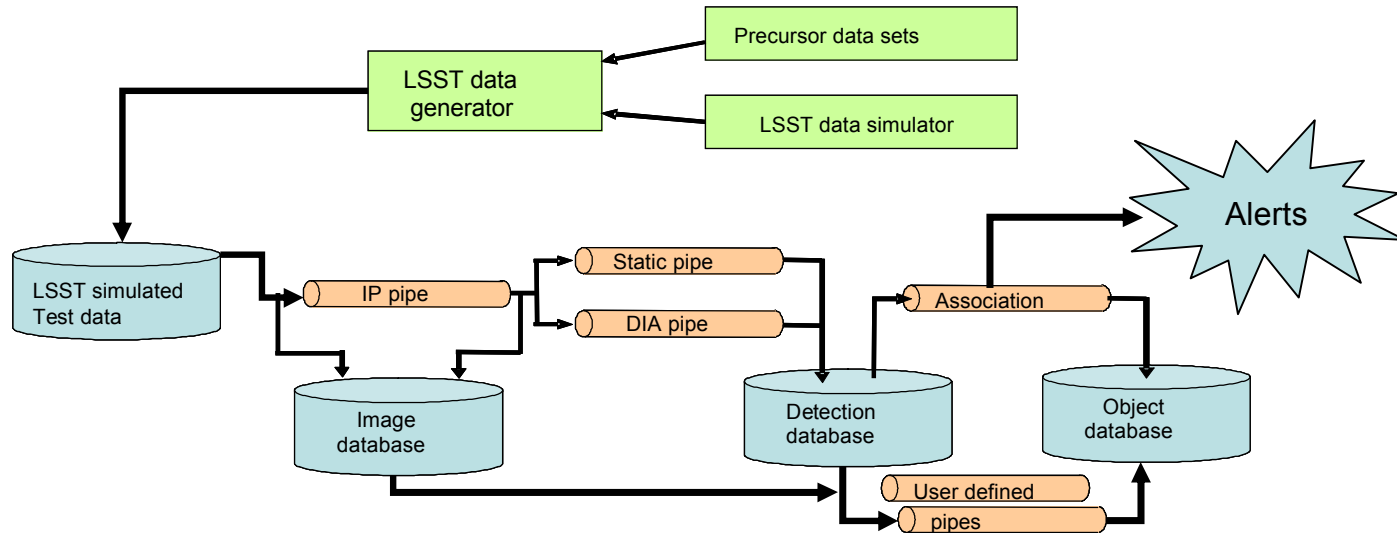 Precursor data sets
LSST data
generator
LSST data simulator
Alerts
Static pipe
LSST simulated
Test data
IP pipe
Association
DIA pipe
Image
database
Detection
database
Object
database
User defined
pipes